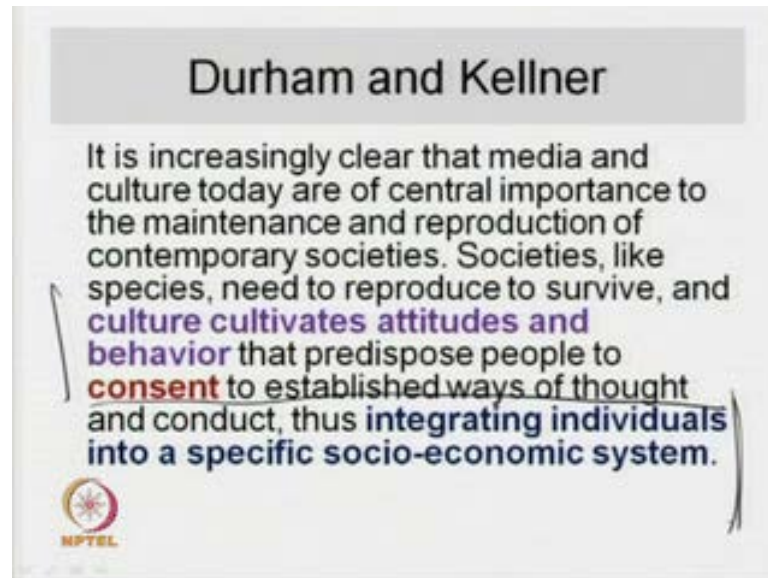 Durham and Kellner
It is increasingly clear that media and
culture today are of central importance to
the maintenance and reproduction of
contemporary societies. Societies, like
species, need to reproduce to survive, and
culture cultivates attitudes and
behavior that predispose people to
consent to established ways of thought
and conduct, thus integrating individuals
into a specific socio-economic system.
NPTEL